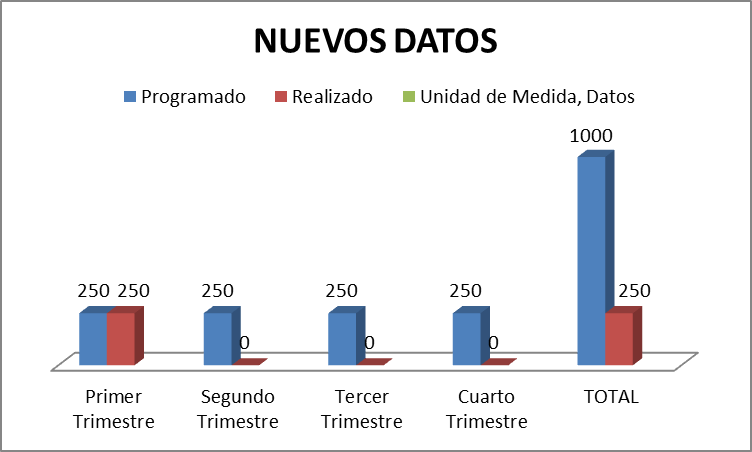 NUEVOS DATOS
Programado Realizado Unidad de Medida, Datos
1000
250 250 250 250 250 250
0 0 0
Primer Segundo Tercer Cuarto TOTAL
Trimestre Trimestre Trimestre Trimestre